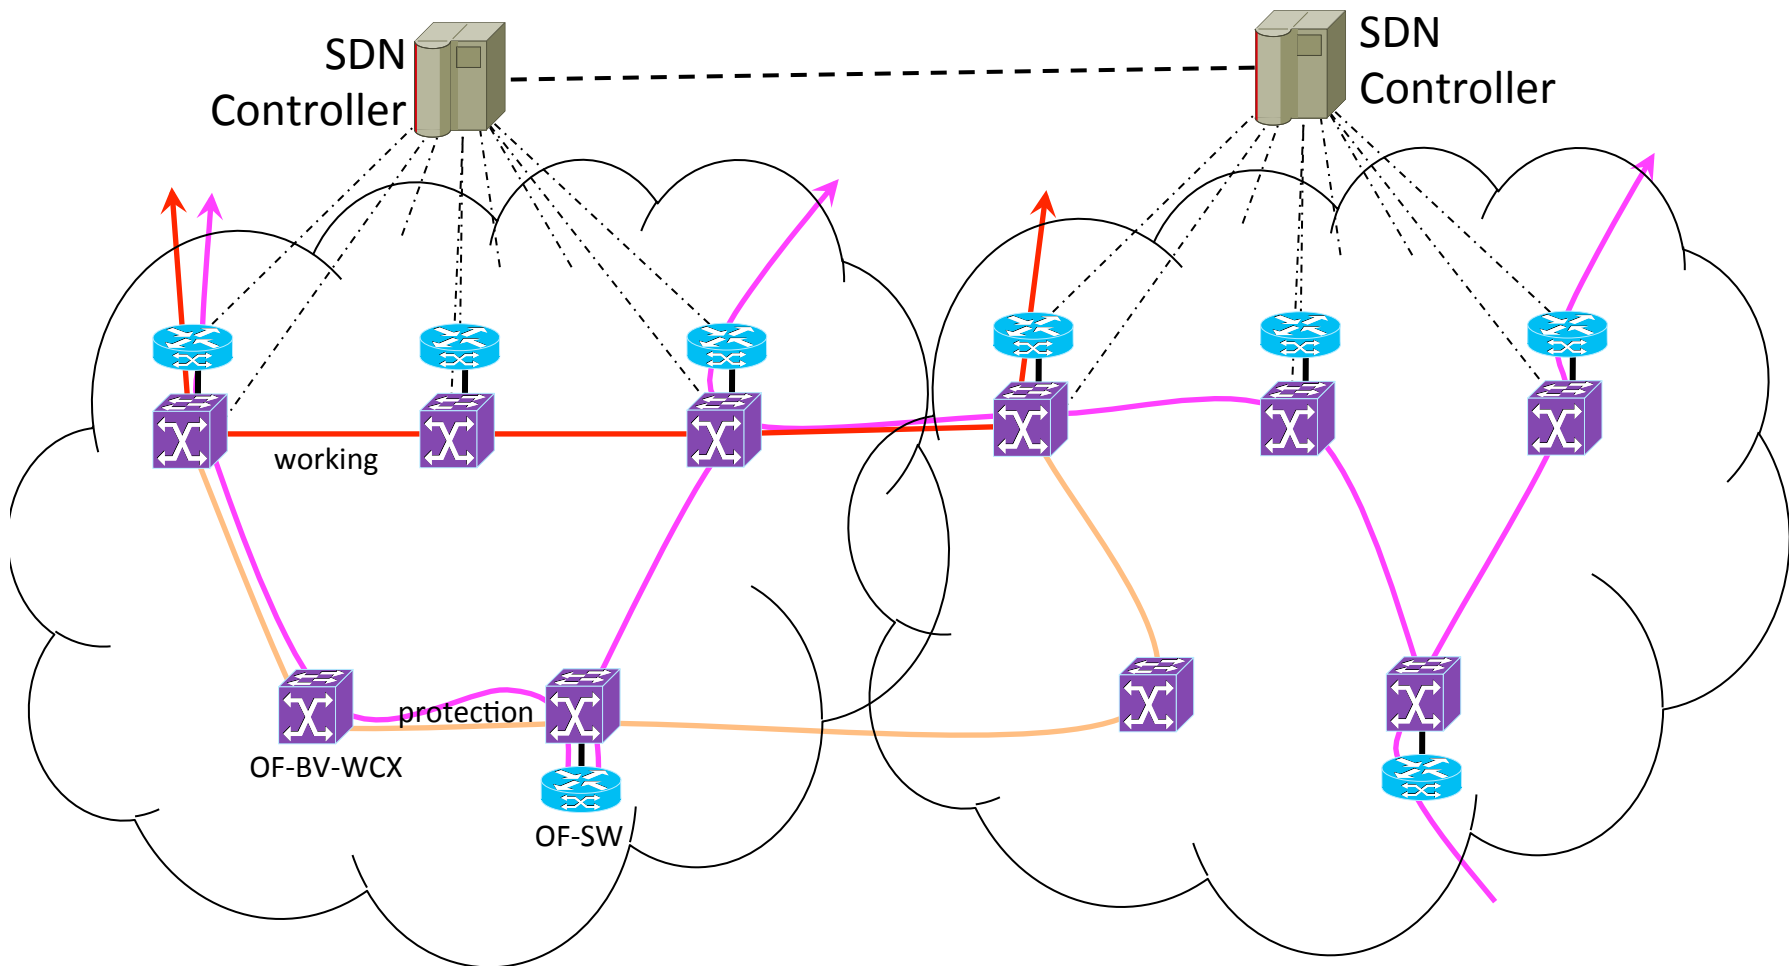 SDN
Controller
SDN
Controller
working
protection
OF-BV-WCX
OF-SW